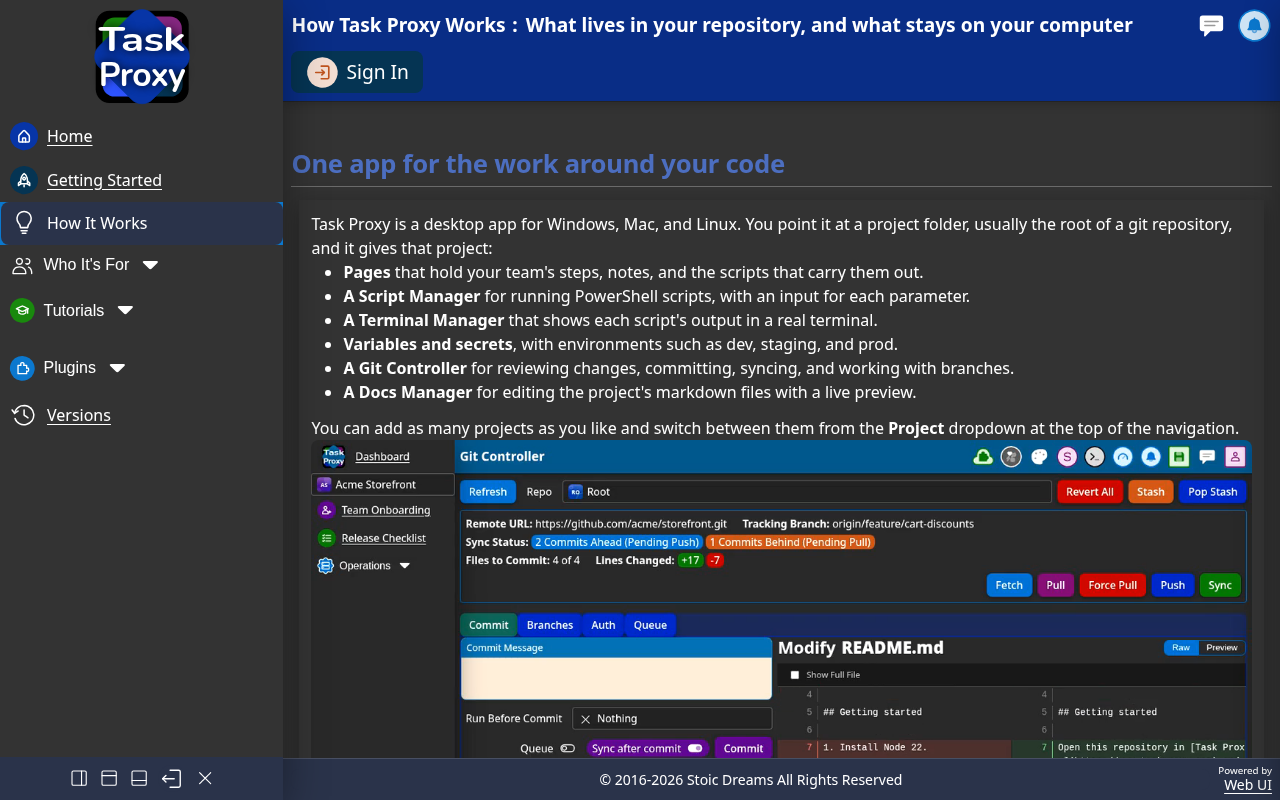 Task
Proxy
Home
Getting Started
How It Works
Who It's For
Tutorials
Plugins
Versions
How Task Proxy Works : What lives in your repository, and what stays on your computer
Sign In
One app for the work around your code
Task Proxy is a desktop app for Windows, Mac, and Linux. You point it at a project folder, usually the root of a git repository,
and it gives that project:
• Pages that hold your team's steps, notes, and the scripts that carry them out.
• A Script Manager for running PowerShell scripts, with an input for each parameter.
• A Terminal Manager that shows each script's output in a real terminal.
• Variables and secrets, with environments such as dev, staging, and prod.
• A Git Controller for reviewing changes, committing, syncing, and working with branches.
• A Docs Manager for editing the project's markdown files with a live preview.
You can add as many projects as you like and switch between them from the Project dropdown at the top of the navigation.
Task
Proxy
Dashboard
AS Acme Storefront
Team Onboarding
Release Checklist
Operations
Git Controller
S
Refresh Repo RO Root Revert All Stash Pop Stash
Remote URL: https://github.com/acme/storefront.git Tracking Branch: origin/feature/cart-discounts
Sync Status: 2 Commits Ahead (Pending Push) 1 Commits Behind (Pending Pull)
Files to Commit: 4 of 4 Lines Changed: +17 -7
Fetch Pull Force Pull Push Sync
Commit Branches Auth Queue
Commit Message
Run Before Commit Nothing
Queue Sync after commit Commit
Modify README.md Raw Preview
Show Full File
4 4
5 ## Getting started 5 ## Getting started
6 6
7 1. Install Node 22. 7 Open this repository in [Task Prox
© 2016-2026 Stoic Dreams All Rights Reserved
Powered by
Web UI